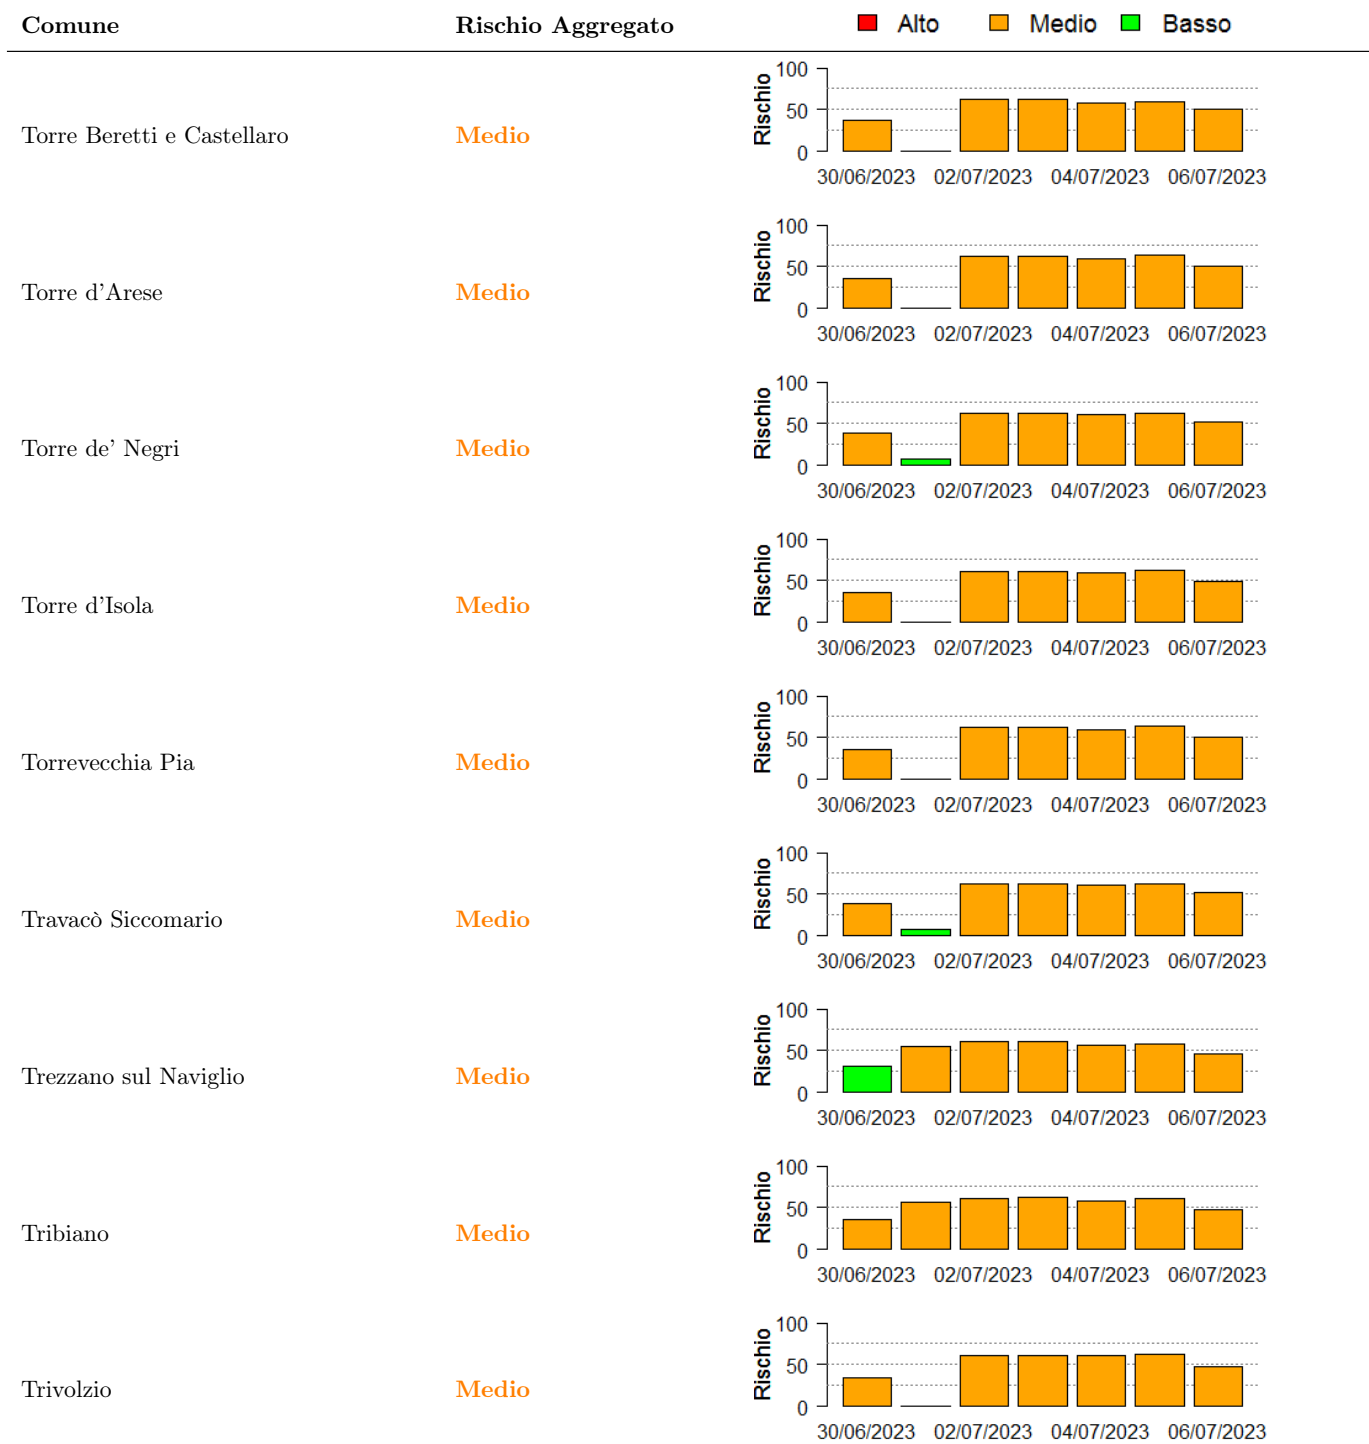 Comune Rischio Aggregato Alto Medio Basso
Torre Beretti e Castellaro Medio
Rischio
100
50
0
30/06/2023 02/07/2023 04/07/2023 06/07/2023
Torre d'Arese Medio
Rischio
100
50
0
30/06/2023 02/07/2023 04/07/2023 06/07/2023
Torre de' Negri Medio
Rischio
100
50
0
30/06/2023 02/07/2023 04/07/2023 06/07/2023
Torre d'Isola Medio
Rischio
100
50
0
30/06/2023 02/07/2023 04/07/2023 06/07/2023
Torrevecchia Pia Medio
Rischio
100
50
0
30/06/2023 02/07/2023 04/07/2023 06/07/2023
Travacò Siccomario Medio
Rischio
100
50
0
30/06/2023 02/07/2023 04/07/2023 06/07/2023
Trezzano sul Naviglio Medio
Rischio
100
50
0
30/06/2023 02/07/2023 04/07/2023 06/07/2023
Tribiano Medio
Rischio
100
50
0
30/06/2023 02/07/2023 04/07/2023 06/07/2023
Trivolzio Medio
Rischio
100
50
0
30/06/2023 02/07/2023 04/07/2023 06/07/2023